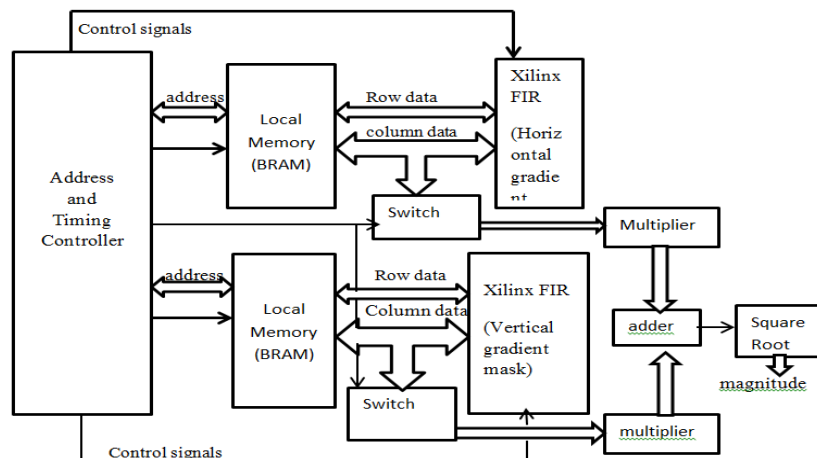 Control signals
Address
and
Timing
Controller
address
Local
Memory
(BRAM)
Row data
column data
Xilinx
FIR
(Horiz
ontal
gradie
nt
Switch
Multiplier
address
Local
Memory
(BRAM)
Row data
Column data
Xilinx FIR
(Vertical
gradient
mask)
Switch
adder
Square
Root
magnitude
multiplier
Control signals